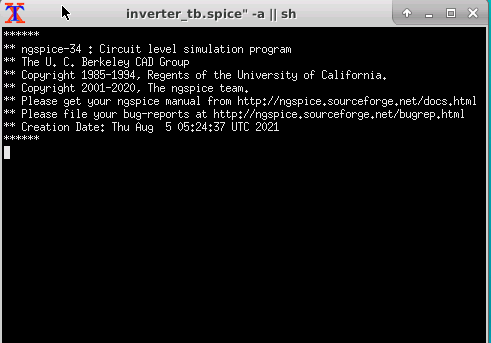 inverter_tb.spice" -a || sh
******
** ngspice-34 : Circuit level simulation program
** The U. C. Berkeley CAD Group
** Copyright 1985-1994, Regents of the University of California.
** Copyright 2001-2020, The ngspice team.
** Please get your ngspice manual from http://ngspice.sourceforge.net/docs.html
** Please file your bug-reports at http://ngspice.sourceforge.net/bugrep.html
** Creation Date: Thu Aug  5 05:24:37 UTC 2021
******